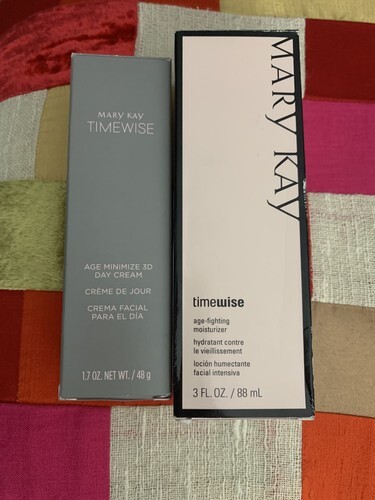 MARY KAY
TIMEWISE
AGE MINIMIZE 3D
DAY CREAM
CRÈME DE JOUR
CREMA FACIAL
PARA EL DÍA
1.7 OZ. NET WT. / 48 g
MARY KAY
timewise
age-fighting
moisturizer
hydratant contre
le vieillissement
loción humectante
facial intensiva
3 FL. OZ. / 88 mL